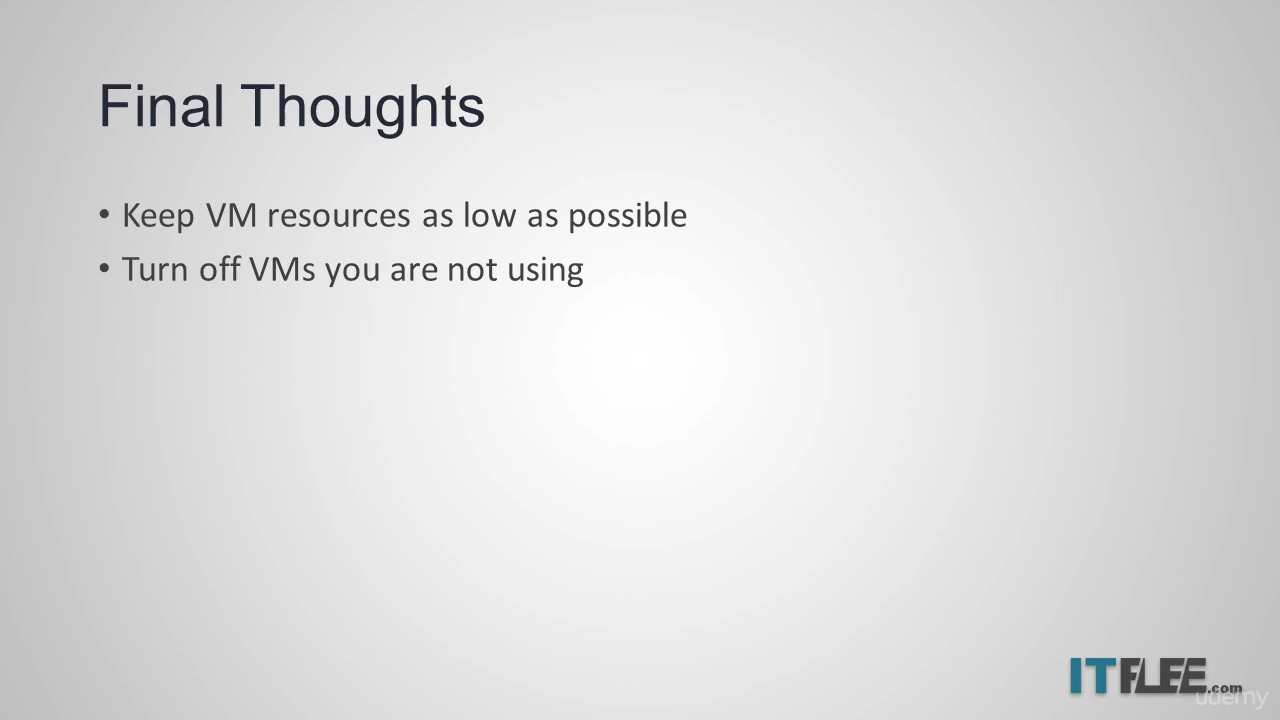 Final Thoughts
• Keep VM resources as low as possible
• Turn off VMs you are not using
ITFLEE.com
udemy